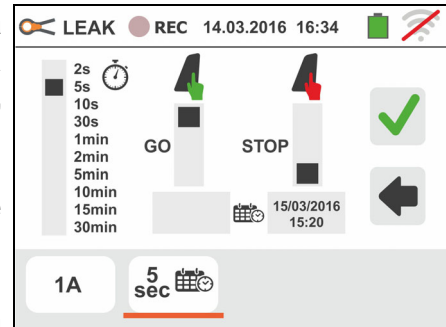 LEAK REC 14.03.2016 16:34
2s
5s
10s
30s
1min
2min
5min
10min
15min
30min
GO
STOP
15/03/2016
15:20
1A
5
sec